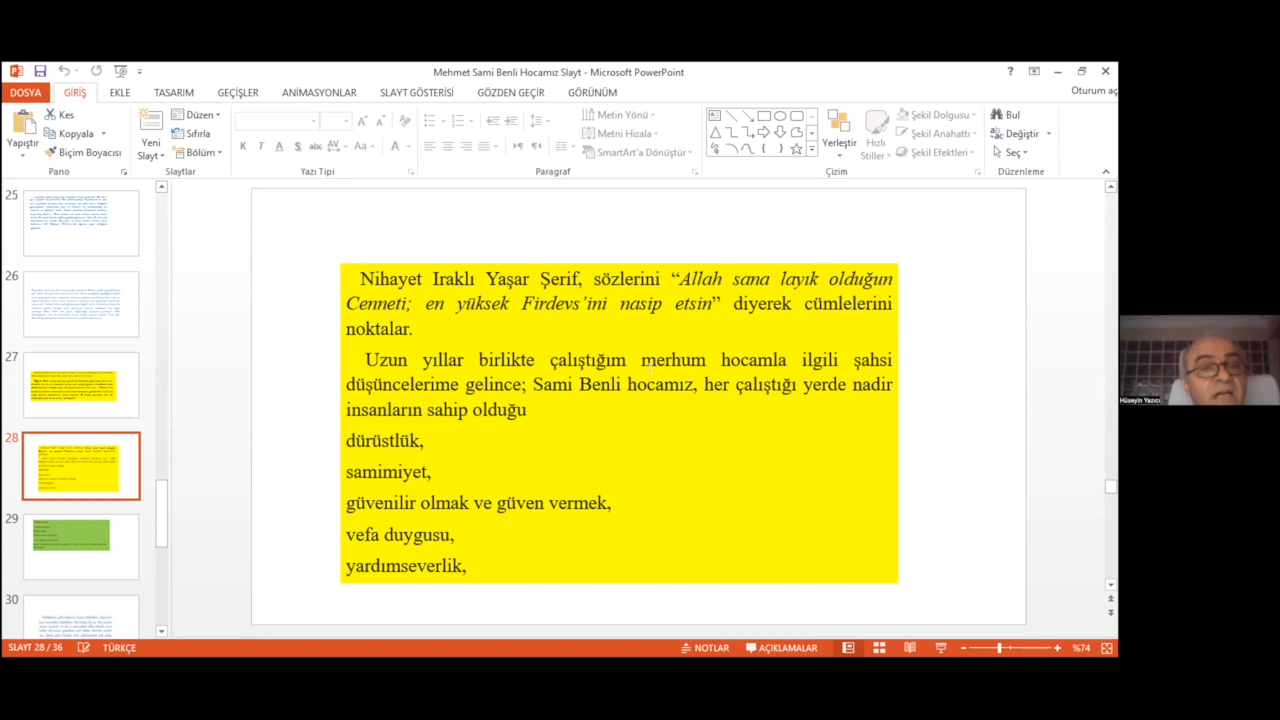 Mehmet Sami Benli Hocamız Slayt - Microsoft PowerPoint
DOSYA GİRİŞ EKLE TASARIM GEÇİŞLER ANİMASYONLAR SLAYT GÖSTERİSİ GÖZDEN GEÇİR GÖRÜNÜM Oturum aç
Yapıştır
Kes
Kopyala
Biçim Boyacısı
Pano
Yeni Slayt
Düzen
Sıfırla
Bölüm
Slaytlar
K T A S abc AV Aa A
Yazı Tipi
Metin Yönü
Metni Hizala
SmartArt'a Dönüştür
Paragraf
Yerleştir
Hızlı Stiller
Şekil Dolgusu
Şekil Anahattı
Şekil Efektleri
Çizim
Bul
Değiştir
Seç
Düzenleme
25
26
27
28
29
30
Nihayet Iraklı Yaşar Şerif, sözlerini “Allah sana layık olduğun
Cenneti; en yüksek Firdevs’ini nasip etsin” diyerek cümlelerini
noktalar.
Uzun yıllar birlikte çalıştığım merhum hocamla ilgili şahsi
düşüncelerime gelince; Sami Benli hocamız, her çalıştığı yerde nadir
insanların sahip olduğu
dürüstlük,
samimiyet,
güvenilir olmak ve güven vermek,
vefa duygusu,
yardımseverlik,
Hüseyin Yazıcı
SLAYT 28 / 36 TÜRKÇE NOTLAR AÇIKLAMALAR %74